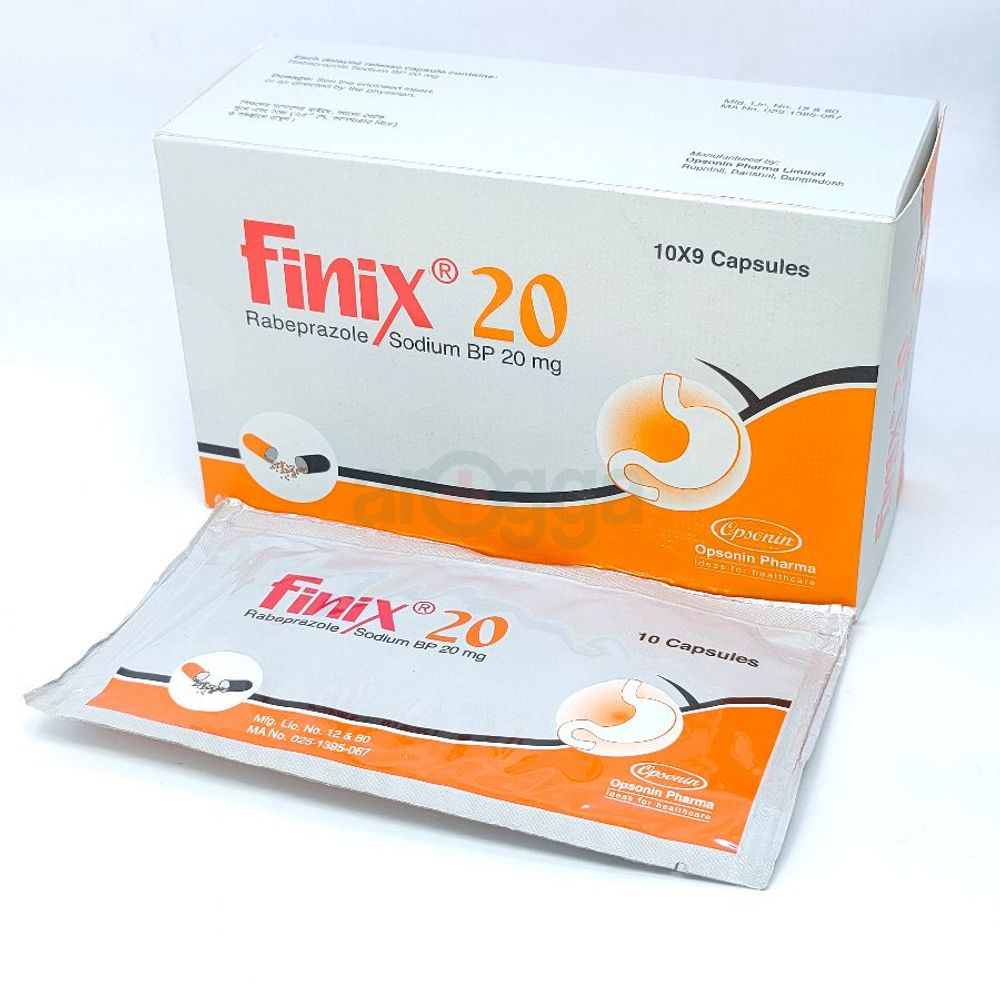 Each delayed release capsule contains:
Rabeprazole Sodium BP 20 mg
Dosage: See the enclosed insert,
or as directed by the physician.
Mfg. Lic. No. 12 & 80
MA No. 025-1395-067
Manufactured by:
Opsonin Pharma Limited
Rupatali, Barishal, Bangladesh
Finix® 20
Rabeprazole Sodium BP 20 mg
10X9 Capsules
Opsonin
Opsonin Pharma
Ideas for healthcare
arogga
Finix® 20
Rabeprazole Sodium BP 20 mg
10 Capsules
Mfg. Lic. No. 12 & 80
MA No. 025-1395-067
Opsonin
Opsonin Pharma
Ideas for healthcare